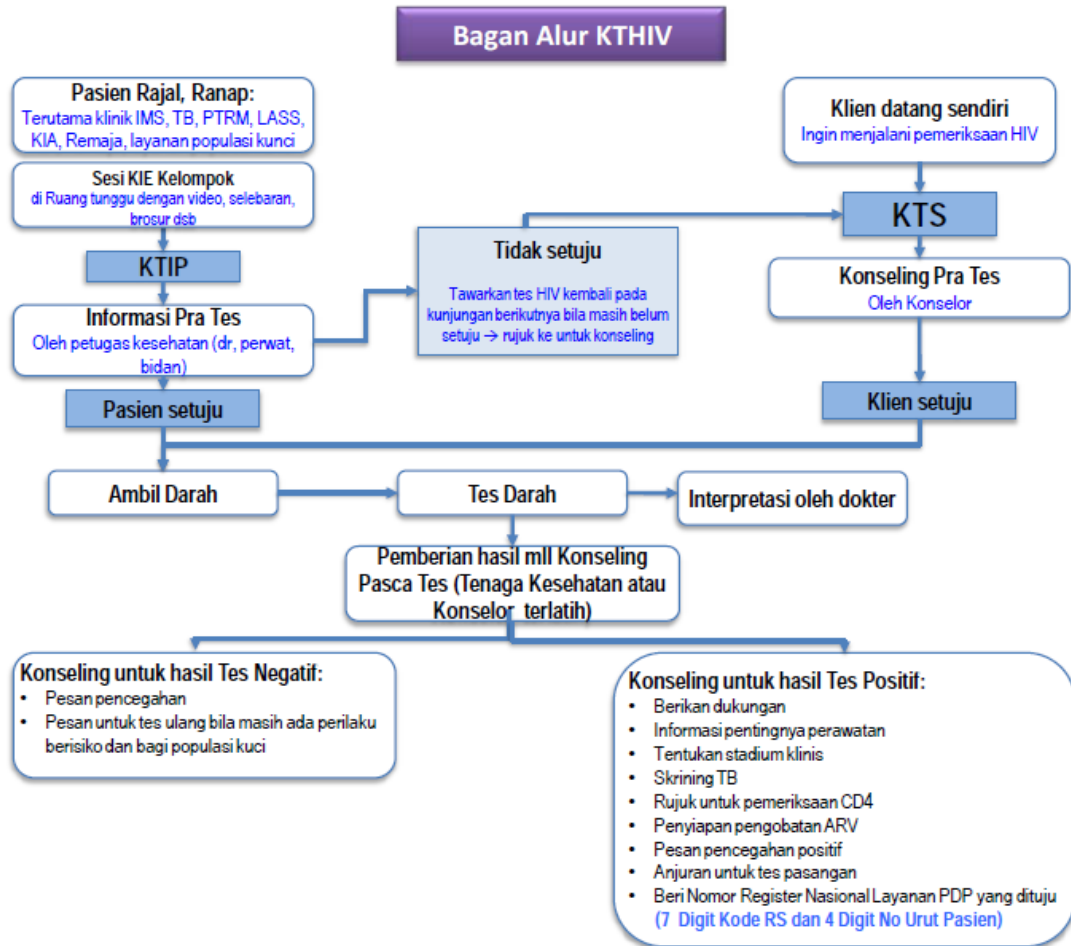 Bagan Alur KTHIV
Pasien Rajal, Ranap:
Terutama klinik IMS, TB, PTRM, LASS,
KIA, Remaja, layanan populasi kunci
Sesi KIE Kelompok
di Ruang tunggu dengan video, selebaran,
brosur dsb
KTIP
Informasi Pra Tes
Oleh petugas kesehatan (dr, perwat,
bidan)
Pasien setuju
Tidak setuju
Tawarkan tes HIV kembali pada
kunjungan berikutnya bila masih belum
setuju → rujuk ke untuk konseling
Klien datang sendiri
Ingin menjalani pemeriksaan HIV
KTS
Konseling Pra Tes
Oleh Konselor
Klien setuju
Ambil Darah
Tes Darah
Interpretasi oleh dokter
Pemberian hasil mll Konseling
Pasca Tes (Tenaga Kesehatan atau
Konselor terlatih)
Konseling untuk hasil Tes Negatif:
• Pesan pencegahan
• Pesan untuk tes ulang bila masih ada perilaku
berisiko dan bagi populasi kuci
Konseling untuk hasil Tes Positif:
• Berikan dukungan
• Informasi pentingnya perawatan
• Tentukan stadium klinis
• Skrining TB
• Rujuk untuk pemeriksaan CD4
• Penyiapan pengobatan ARV
• Pesan pencegahan positif
• Anjuran untuk tes pasangan
• Beri Nomor Register Nasional Layanan PDP yang dituju
(7 Digit Kode RS dan 4 Digit No Urut Pasien)